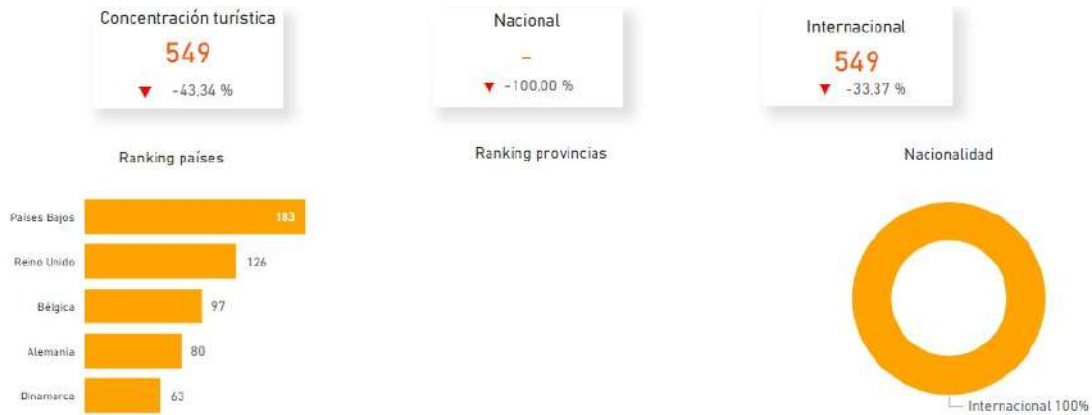 Concentración turística
549
▼ -43,34 %
Nacional
-
▼ -100,00 %
Internacional
549
▼ -33,37 %
Ranking países
Países Bajos 183
Reino Unido 126
Bélgica 97
Alemania 80
Dinamarca 63
Ranking provincias
Nacionalidad
Internacional 100%